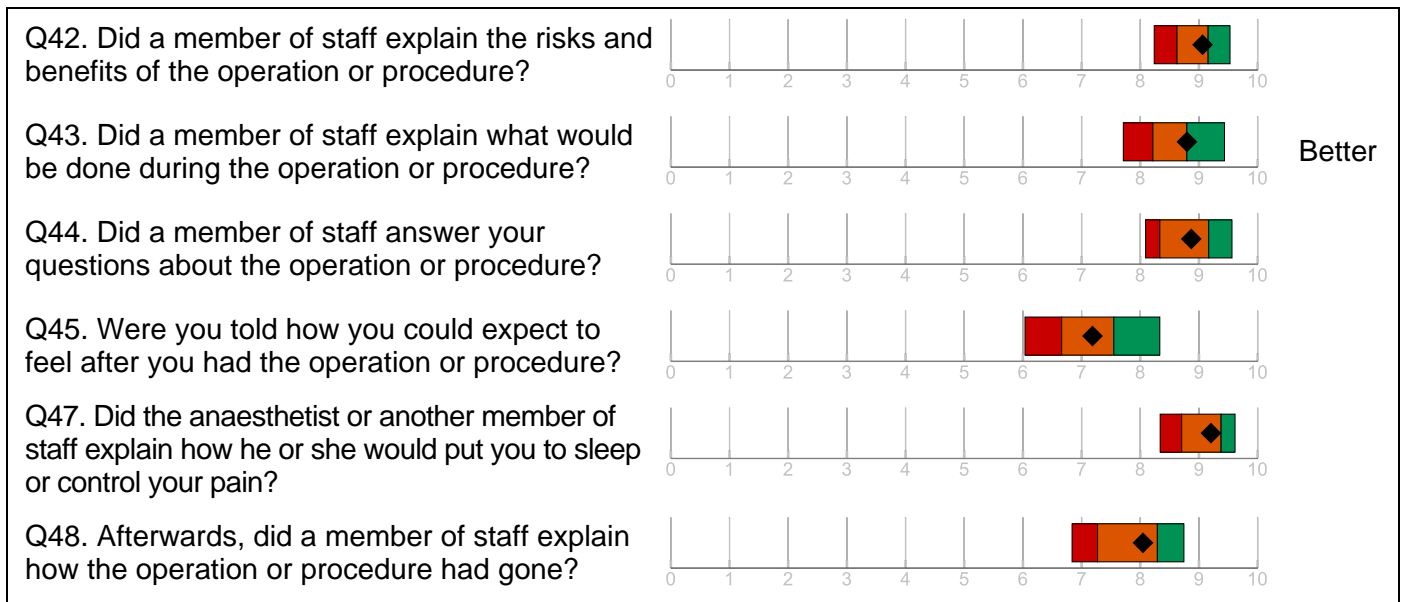 Q42. Did a member of staff explain the risks and
benefits of the operation or procedure?
0 1 2 3 4 5 6 7 8 9 10
Q43. Did a member of staff explain what would
be done during the operation or procedure?
0 1 2 3 4 5 6 7 8 9 10
Better
Q44. Did a member of staff answer your
questions about the operation or procedure?
0 1 2 3 4 5 6 7 8 9 10
Q45. Were you told how you could expect to
feel after you had the operation or procedure?
0 1 2 3 4 5 6 7 8 9 10
Q47. Did the anaesthetist or another member of
staff explain how he or she would put you to sleep
or control your pain?
0 1 2 3 4 5 6 7 8 9 10
Q48. Afterwards, did a member of staff explain
how the operation or procedure had gone?
0 1 2 3 4 5 6 7 8 9 10